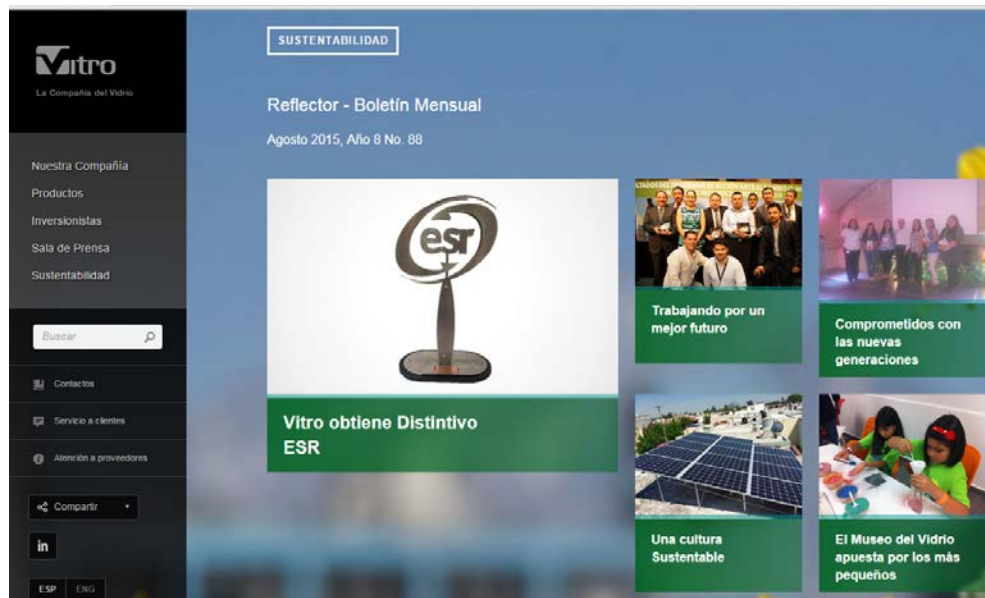 Vitro
La Compañía del Vidrio
Nuestra Compañía
Productos
Inversionistas
Sala de Prensa
Sustentabilidad
Buscar
Contactos
Servicio a clientes
Atención a proveedores
Compartir
in
ESP ENG
SUSTENTABILIDAD
Reflector - Boletín Mensual
Agosto 2015, Año 8 No. 88
esr
Vitro obtiene Distintivo
ESR
Trabajando por un
mejor futuro
Comprometidos con
las nuevas
generaciones
Una cultura
Sustentable
El Museo del Vidrio
apuesta por los más
pequeños